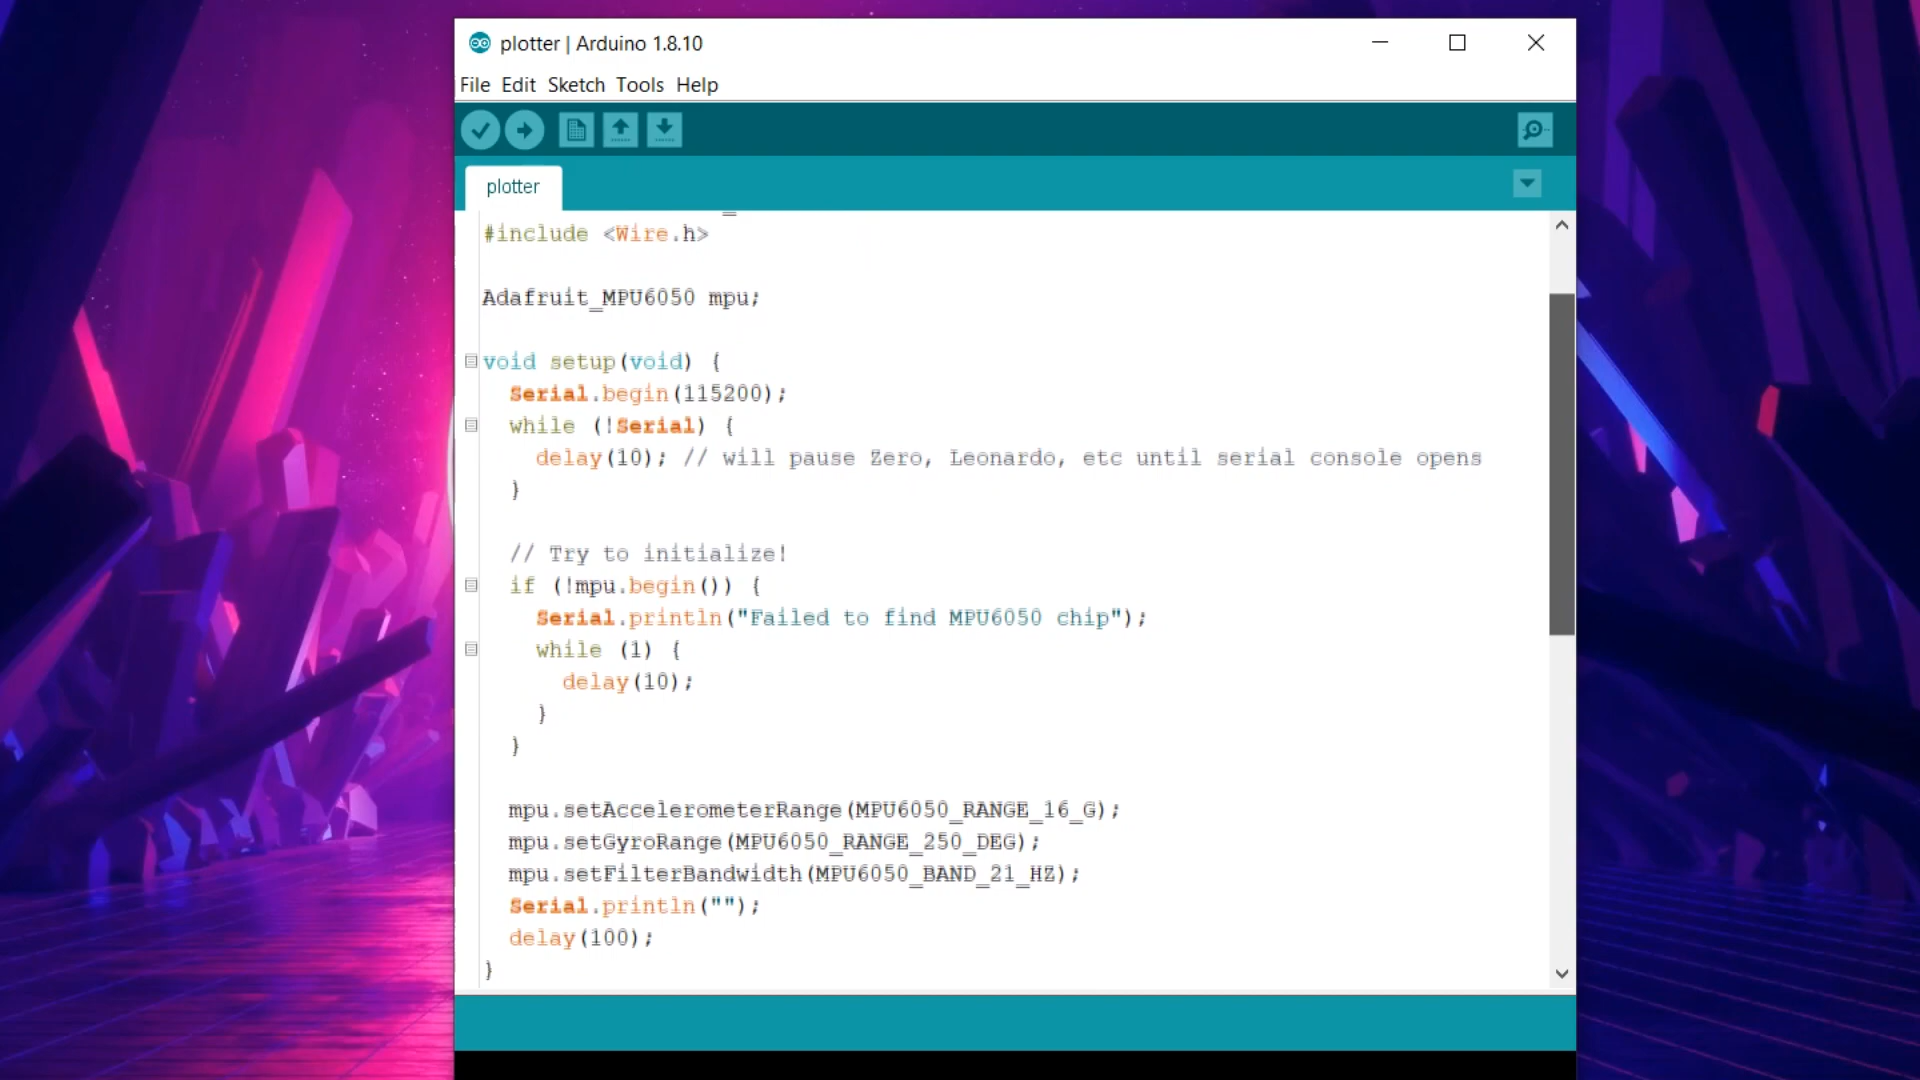 plotter | Arduino 1.8.10
File Edit Sketch Tools Help
plotter
#include <Wire.h>
Adafruit_MPU6050 mpu;
void setup(void) {
Serial.begin(115200);
while (!Serial) {
delay(10); // will pause Zero, Leonardo, etc until serial console opens
}
// Try to initialize!
if (!mpu.begin()) {
Serial.println("Failed to find MPU6050 chip");
while (1) {
delay(10);
}
}
mpu.setAccelerometerRange(MPU6050_RANGE_16_G);
mpu.setGyroRange(MPU6050_RANGE_250_DEG);
mpu.setFilterBandwidth(MPU6050_BAND_21_HZ);
Serial.println("");
delay(100);
}